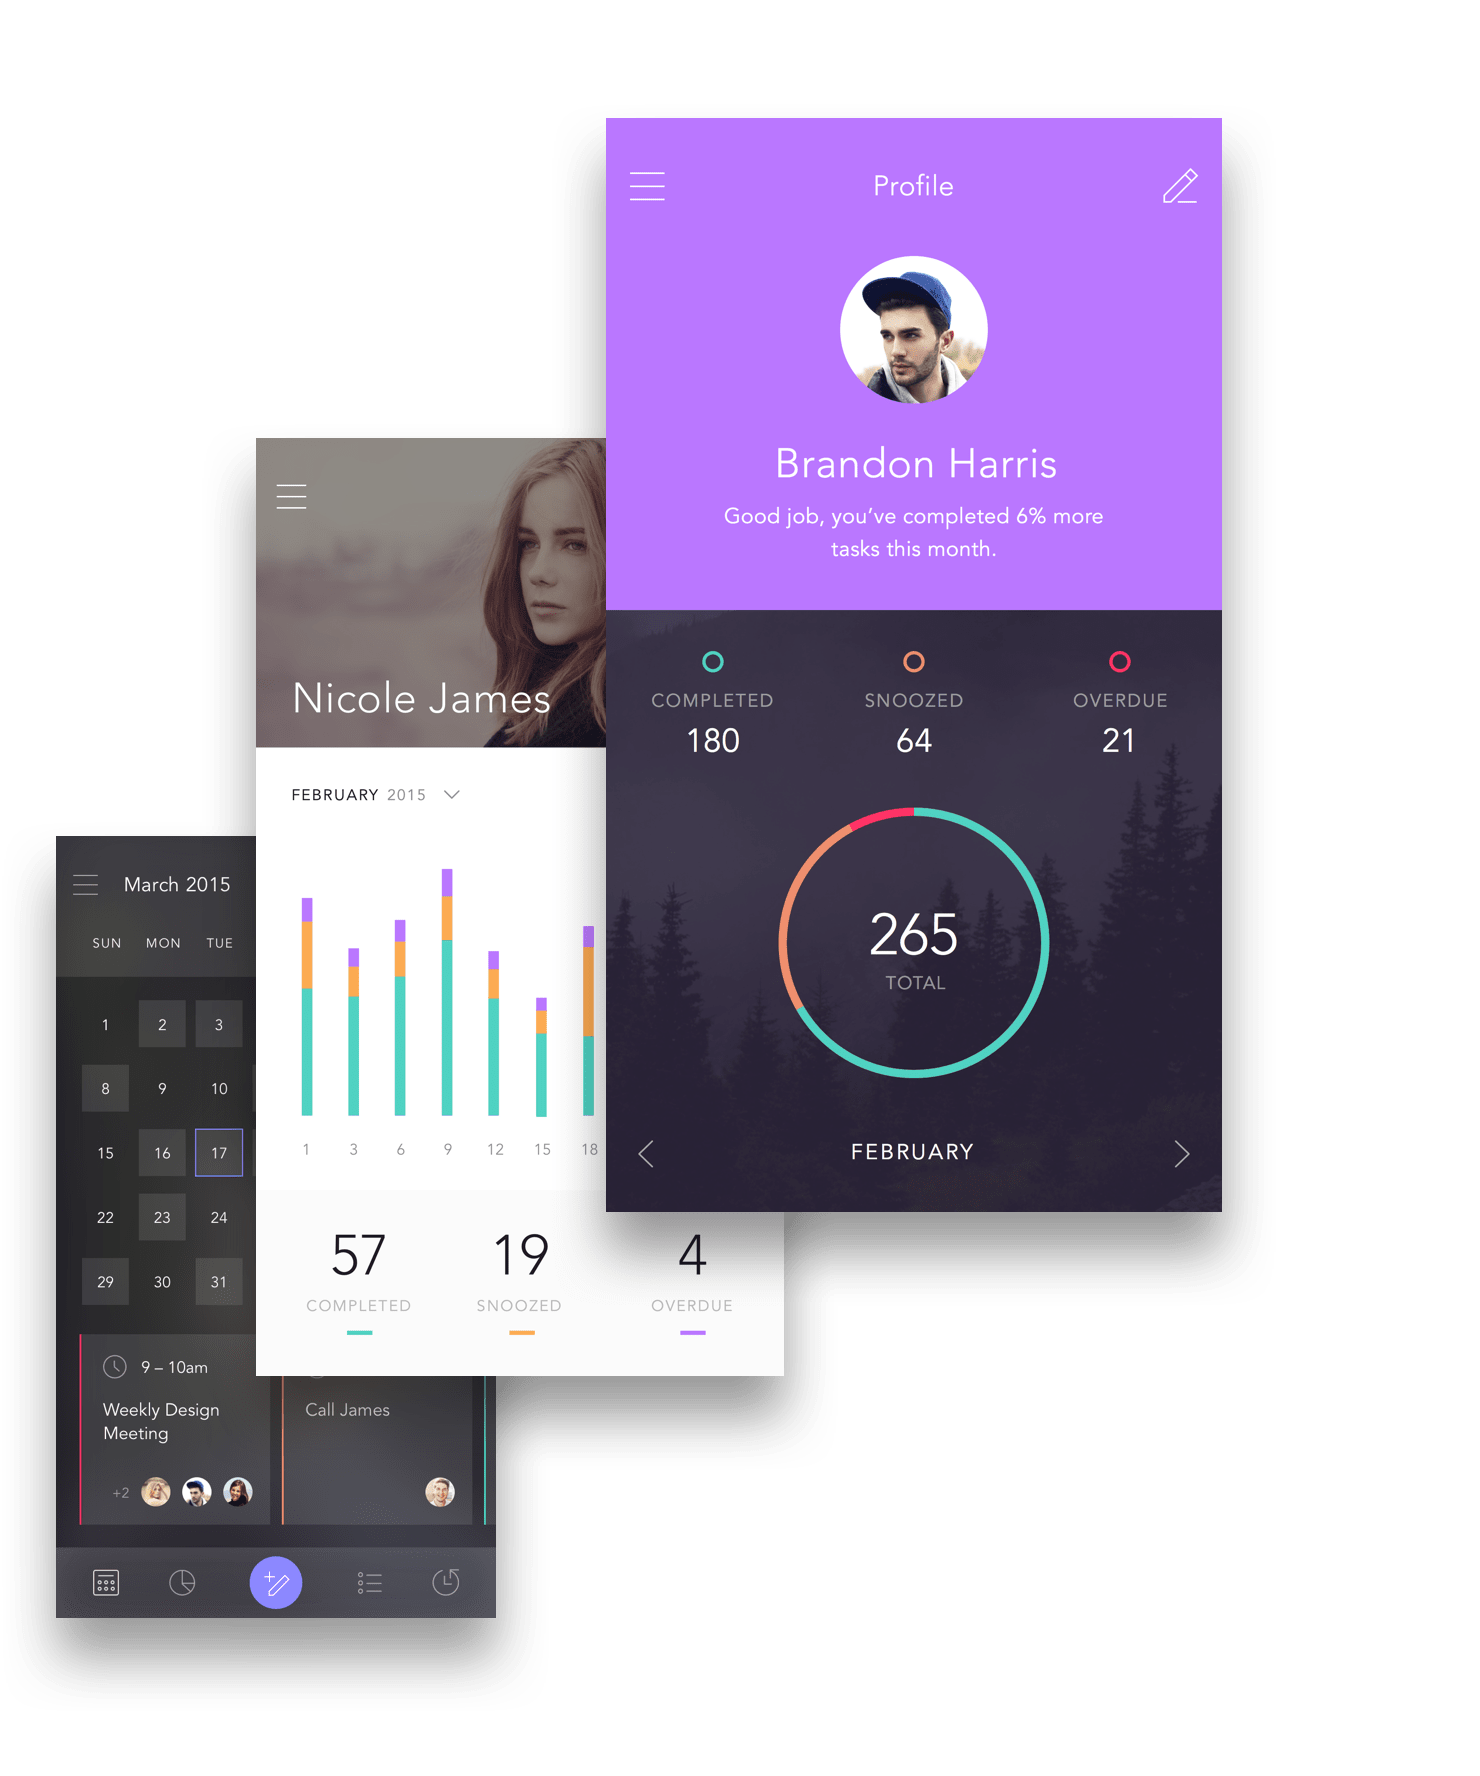 Profile
Brandon Harris
Good job, you’ve completed 6% more
tasks this month.
COMPLETED SNOOZED OVERDUE
180 64 21
265
TOTAL
FEBRUARY
Nicole James
FEBRUARY 2015
1 3 6 9 12 15 18
57 19 4
COMPLETED SNOOZED OVERDUE
March 2015
SUN MON TUE
1 2 3
8 9 10
15 16 17
22 23 24
29 30 31
9 – 10am
Weekly Design
Meeting
+2
Call James